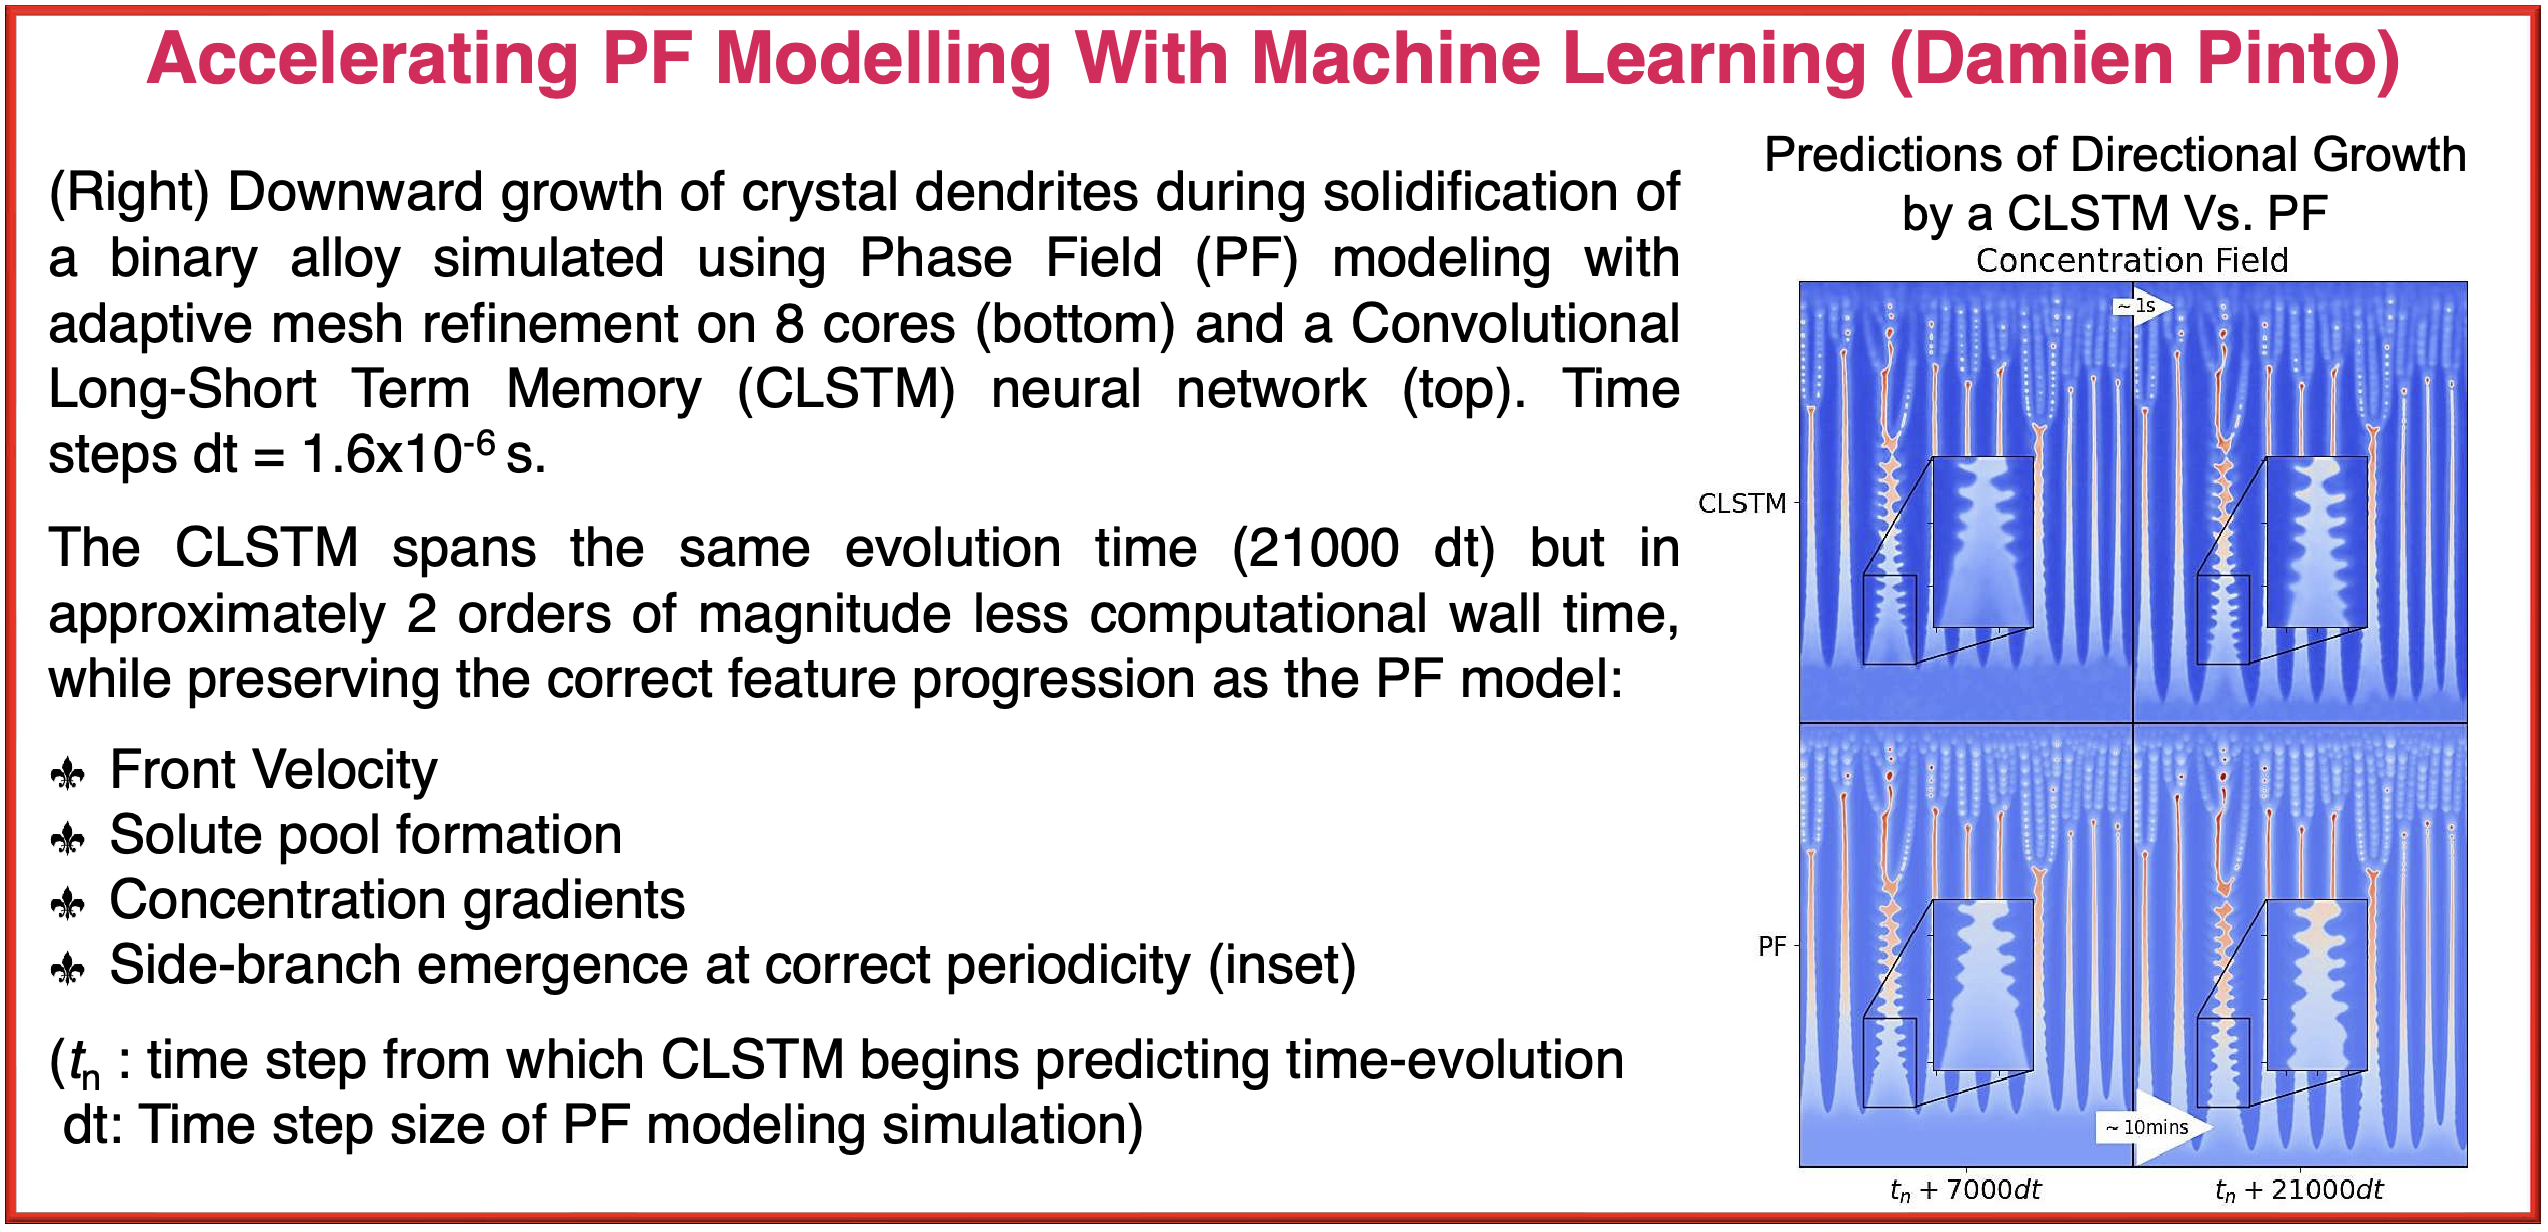 Accelerating PF Modelling With Machine Learning (Damien Pinto)
(Right) Downward growth of crystal dendrites during solidification of
a binary alloy simulated using Phase Field (PF) modeling with
adaptive mesh refinement on 8 cores (bottom) and a Convolutional
Long-Short Term Memory (CLSTM) neural network (top). Time
steps dt = 1.6x10⁻⁶ s.
The CLSTM spans the same evolution time (21000 dt) but in
approximately 2 orders of magnitude less computational wall time,
while preserving the correct feature progression as the PF model:
Front Velocity
Solute pool formation
Concentration gradients
Side-branch emergence at correct periodicity (inset)
(tₙ : time step from which CLSTM begins predicting time-evolution
dt: Time step size of PF modeling simulation)
Predictions of Directional Growth
by a CLSTM Vs. PF
Concentration Field
~ 1s
CLSTM
PF
~ 10mins
tₙ + 7000dt
tₙ + 21000dt